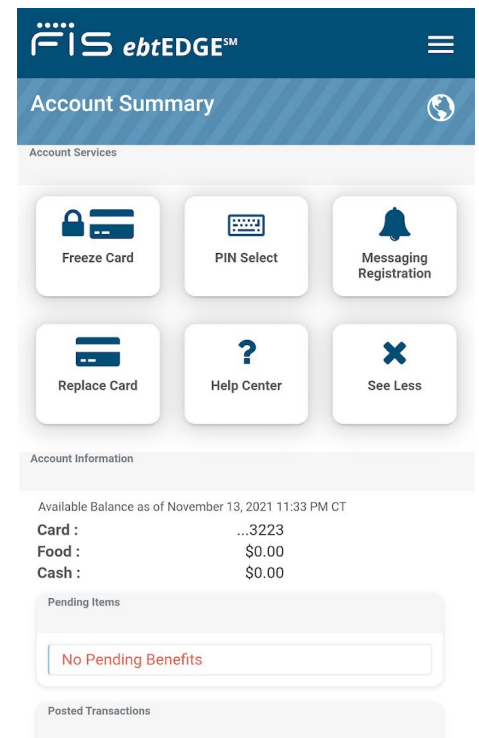 FIS ebtEDGE℠
Account Summary
Account Services
Freeze Card
PIN Select
Messaging
Registration
Replace Card
Help Center
See Less
Account Information
Available Balance as of November 13, 2021 11:33 PM CT
Card : ...3223
Food : $0.00
Cash : $0.00
Pending Items
No Pending Benefits
Posted Transactions